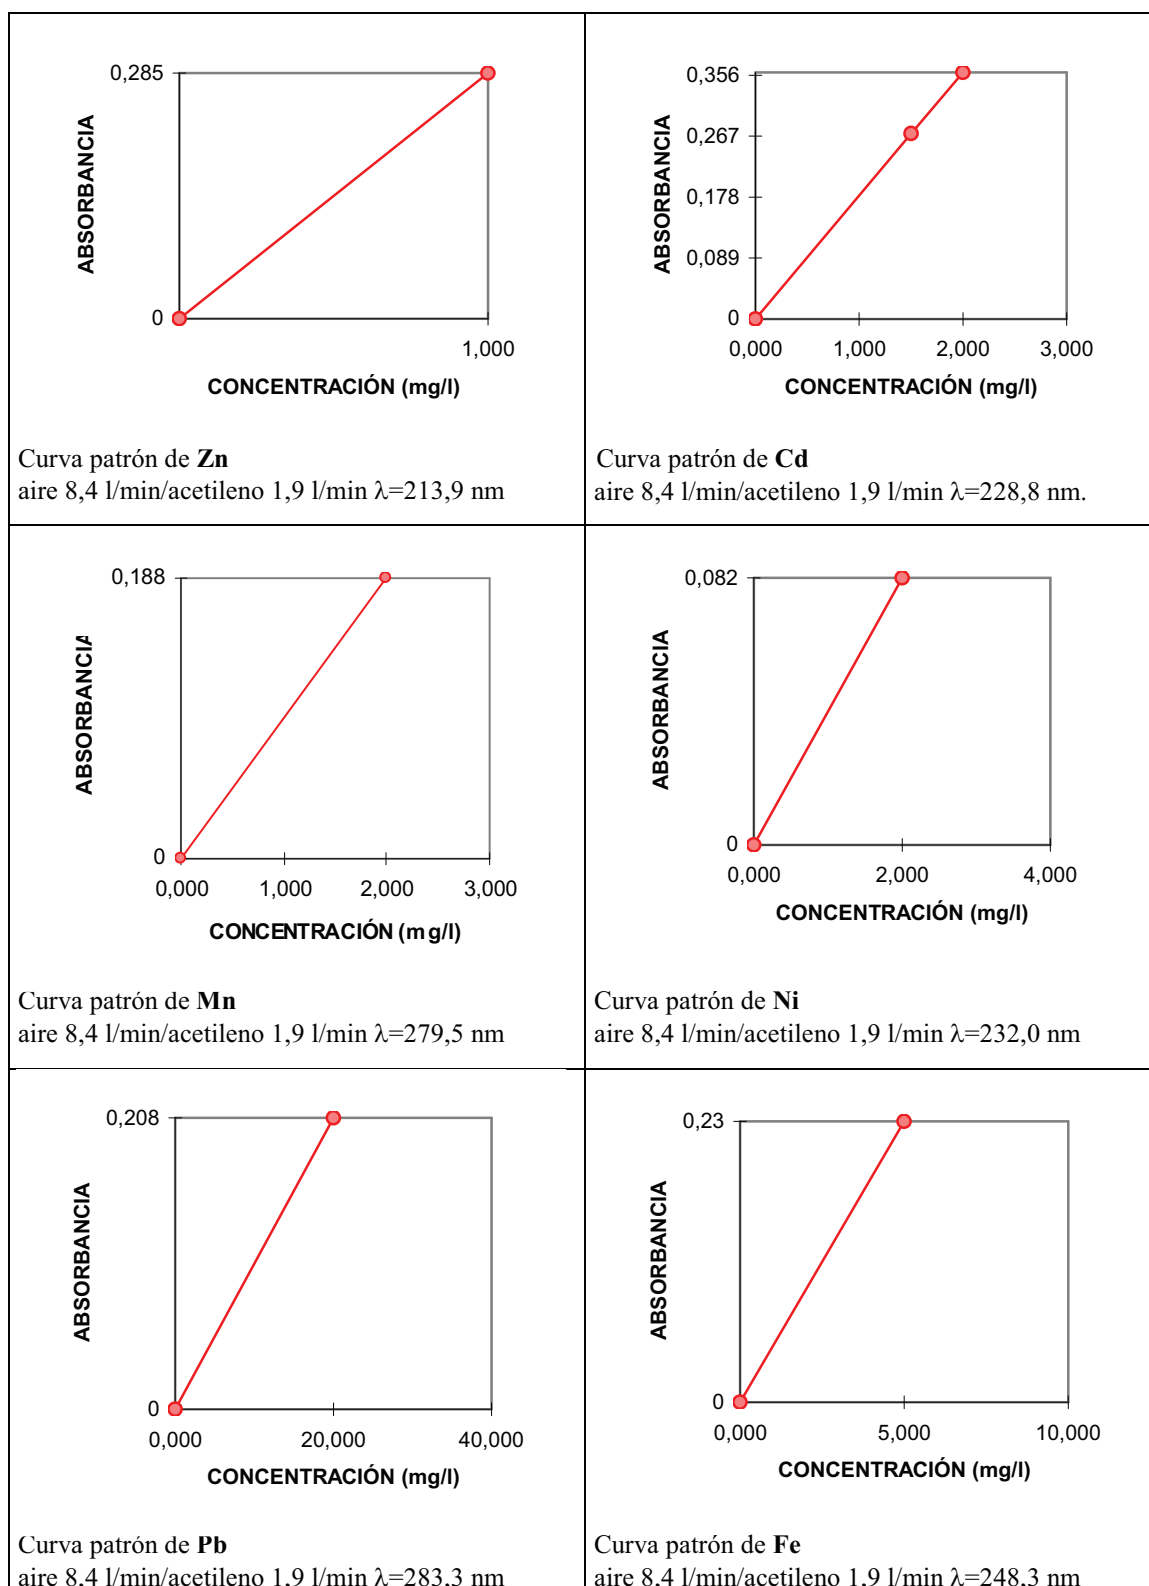 0,285
0
ABSORBANCIA
1,000
CONCENTRACIÓN (mg/l)
Curva patrón de Zn
aire 8,4 l/min/acetileno 1,9 l/min λ=213,9 nm
0,356
0,267
0,178
0,089
0
ABSORBANCIA
0,000 1,000 2,000 3,000
CONCENTRACIÓN (mg/l)
Curva patrón de Cd
aire 8,4 l/min/acetileno 1,9 l/min λ=228,8 nm.
0,188
0
ABSORBANCIA
0,000 1,000 2,000 3,000
CONCENTRACIÓN (mg/l)
Curva patrón de Mn
aire 8,4 l/min/acetileno 1,9 l/min λ=279,5 nm
0,082
0
ABSORBANCIA
0,000 2,000 4,000
CONCENTRACIÓN (mg/l)
Curva patrón de Ni
aire 8,4 l/min/acetileno 1,9 l/min λ=232,0 nm
0,208
0
ABSORBANCIA
0,000 20,000 40,000
CONCENTRACIÓN (mg/l)
Curva patrón de Pb
aire 8,4 l/min/acetileno 1,9 l/min λ=283,3 nm
0,23
0
ABSORBANCIA
0,000 5,000 10,000
CONCENTRACIÓN (mg/l)
Curva patrón de Fe
aire 8,4 l/min/acetileno 1,9 l/min λ=248,3 nm